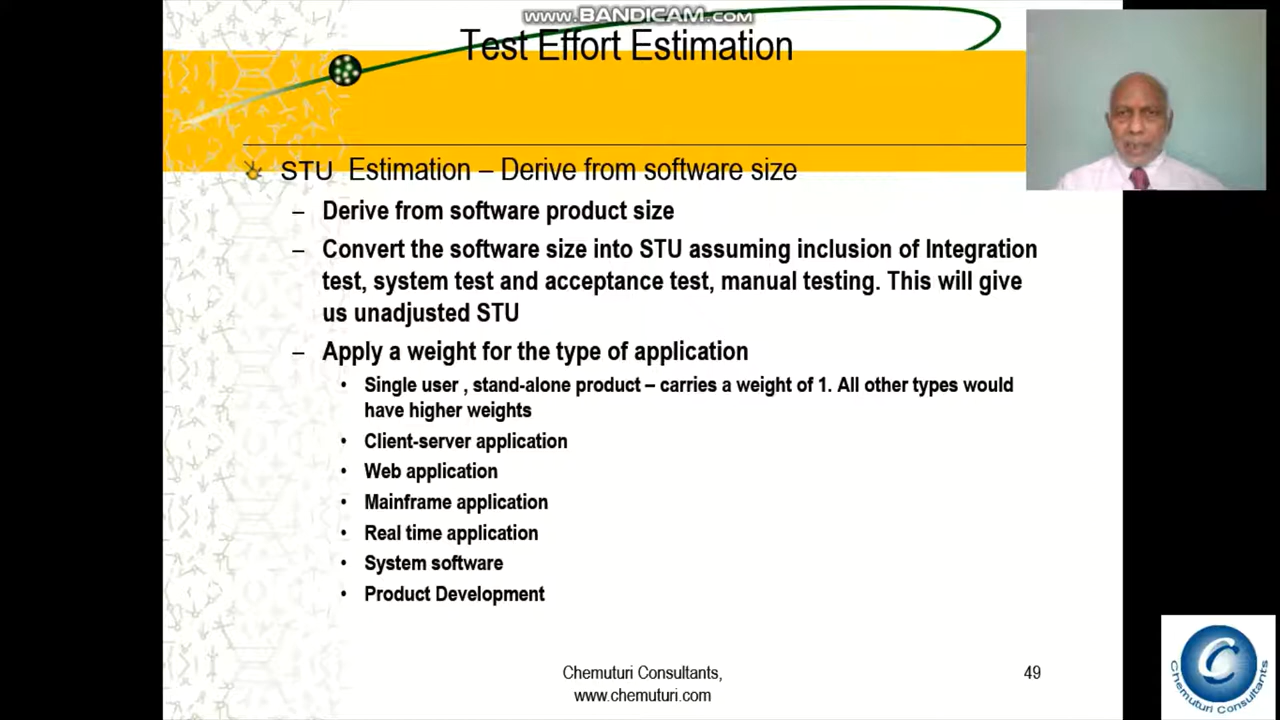 www.BANDICAM.com
Test Effort Estimation
STU Estimation – Derive from software size
– Derive from software product size
– Convert the software size into STU assuming inclusion of Integration
test, system test and acceptance test, manual testing. This will give
us unadjusted STU
– Apply a weight for the type of application
• Single user , stand-alone product – carries a weight of 1. All other types would
have higher weights
• Client-server application
• Web application
• Mainframe application
• Real time application
• System software
• Product Development
Chemuturi Consultants,
www.chemuturi.com
49
C
Chemuturi Consultants